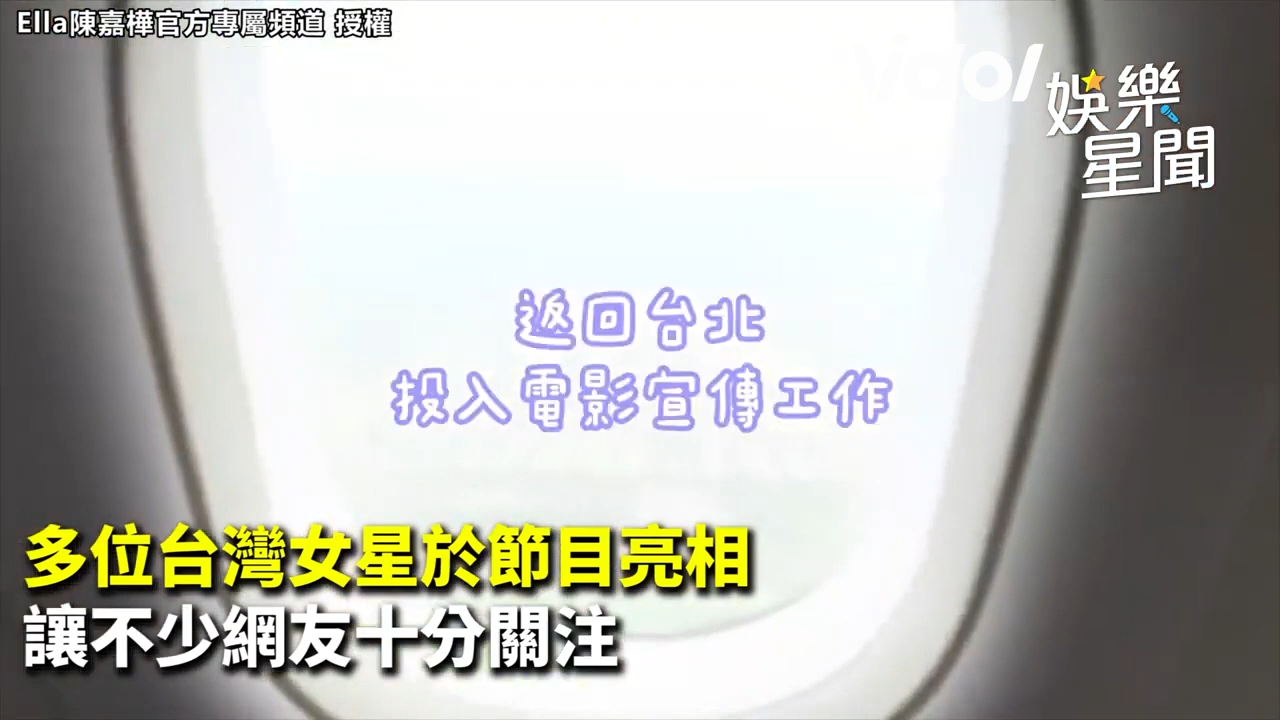 Ella陳嘉樺官方專屬頻道 授權
Vidol
娛樂
星聞
返回台北
投入電影宣傳工作
多位台灣女星於節目亮相
讓不少網友十分關注